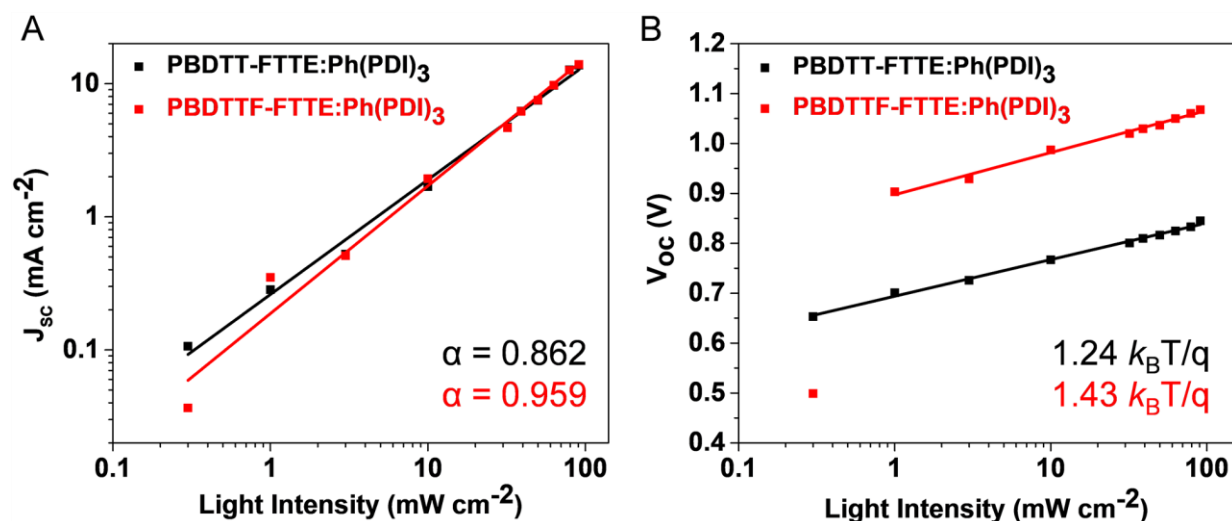 A
PBDTT-FTTE:Ph(PDI)3
PBDTTF-FTTE:Ph(PDI)3
10
1
0.1
Jsc (mA cm-2)
α = 0.862
α = 0.959
0.1 1 10 100
Light Intensity (mW cm-2)
B
1.2
1.1
1.0
0.9
0.8
0.7
0.6
0.5
0.4
VOC (V)
PBDTT-FTTE:Ph(PDI)3
PBDTTF-FTTE:Ph(PDI)3
1.24 kBT/q
1.43 kBT/q
0.1 1 10 100
Light Intensity (mW cm-2)